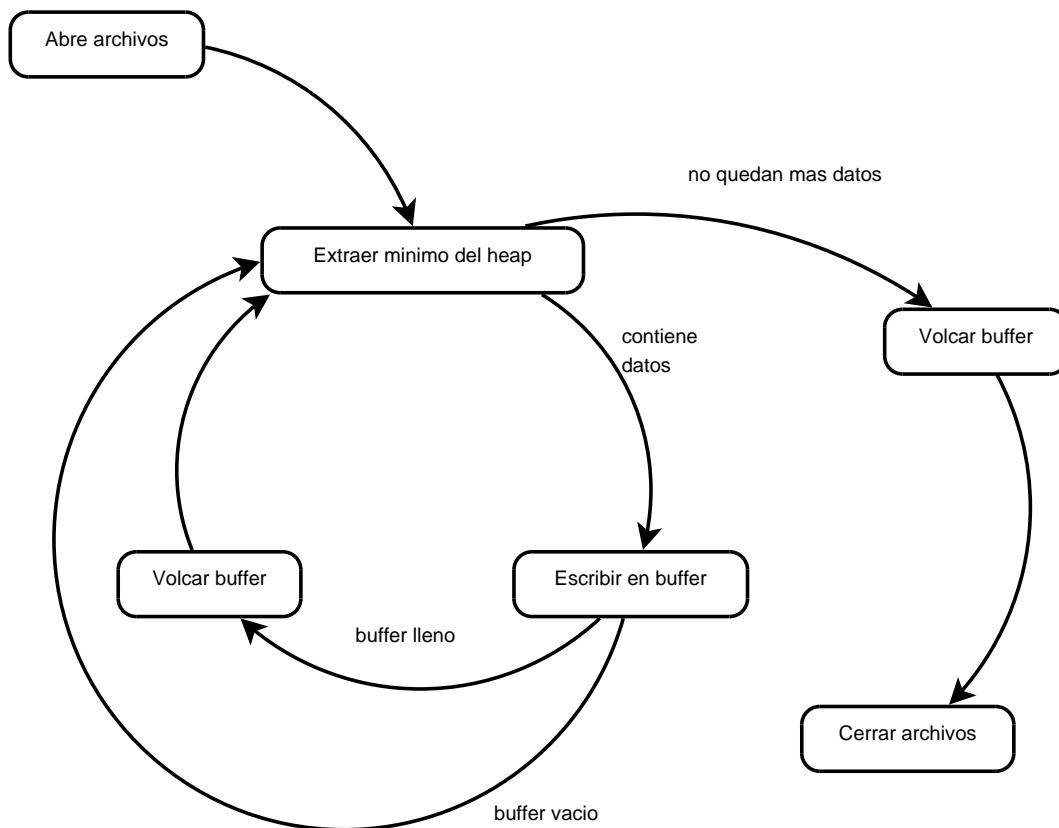 Abre archivos
no quedan mas datos
Extraer minimo del heap
contiene
datos
Volcar buffer
Volcar buffer
Escribir en buffer
buffer lleno
Cerrar archivos
buffer vacio